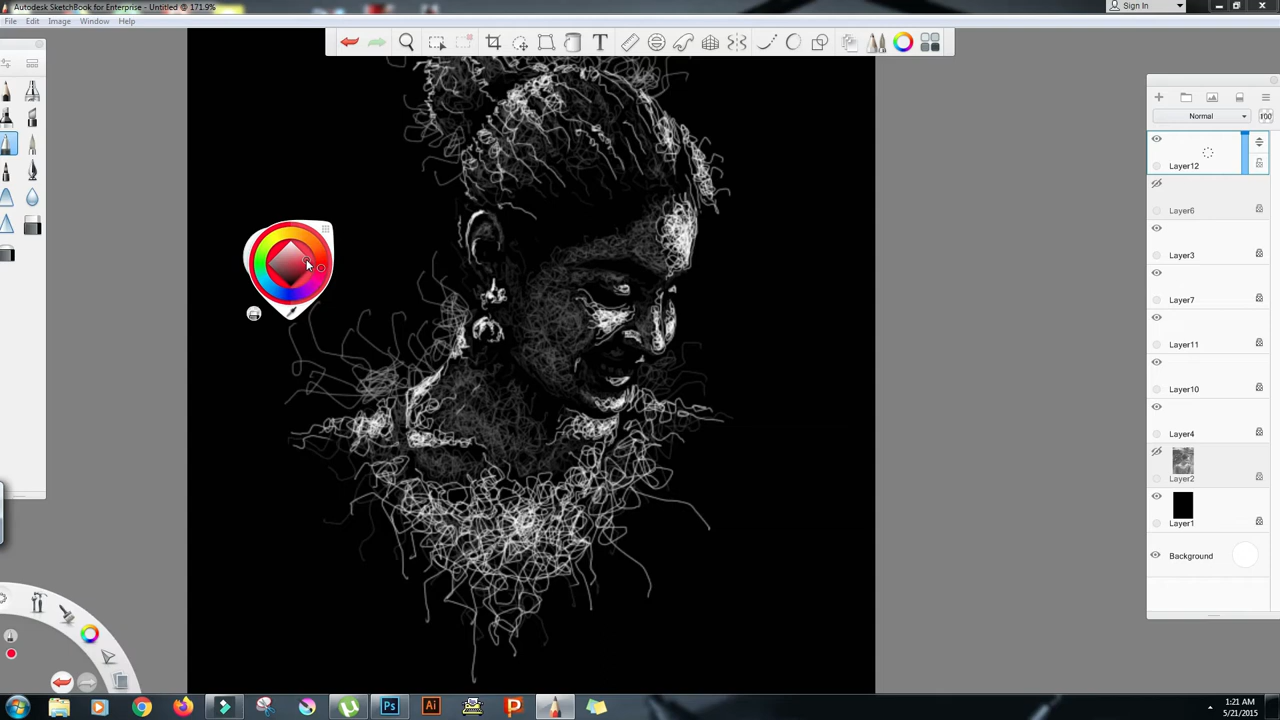 Autodesk SketchBook for Enterprise - Untitled @ 171.9%
Sign In
File Edit Image Window Help
Normal
100
Layer12
Layer6
Layer3
Layer7
Layer11
Layer10
Layer4
Layer2
Layer1
Background
1:21 AM
5/21/2015